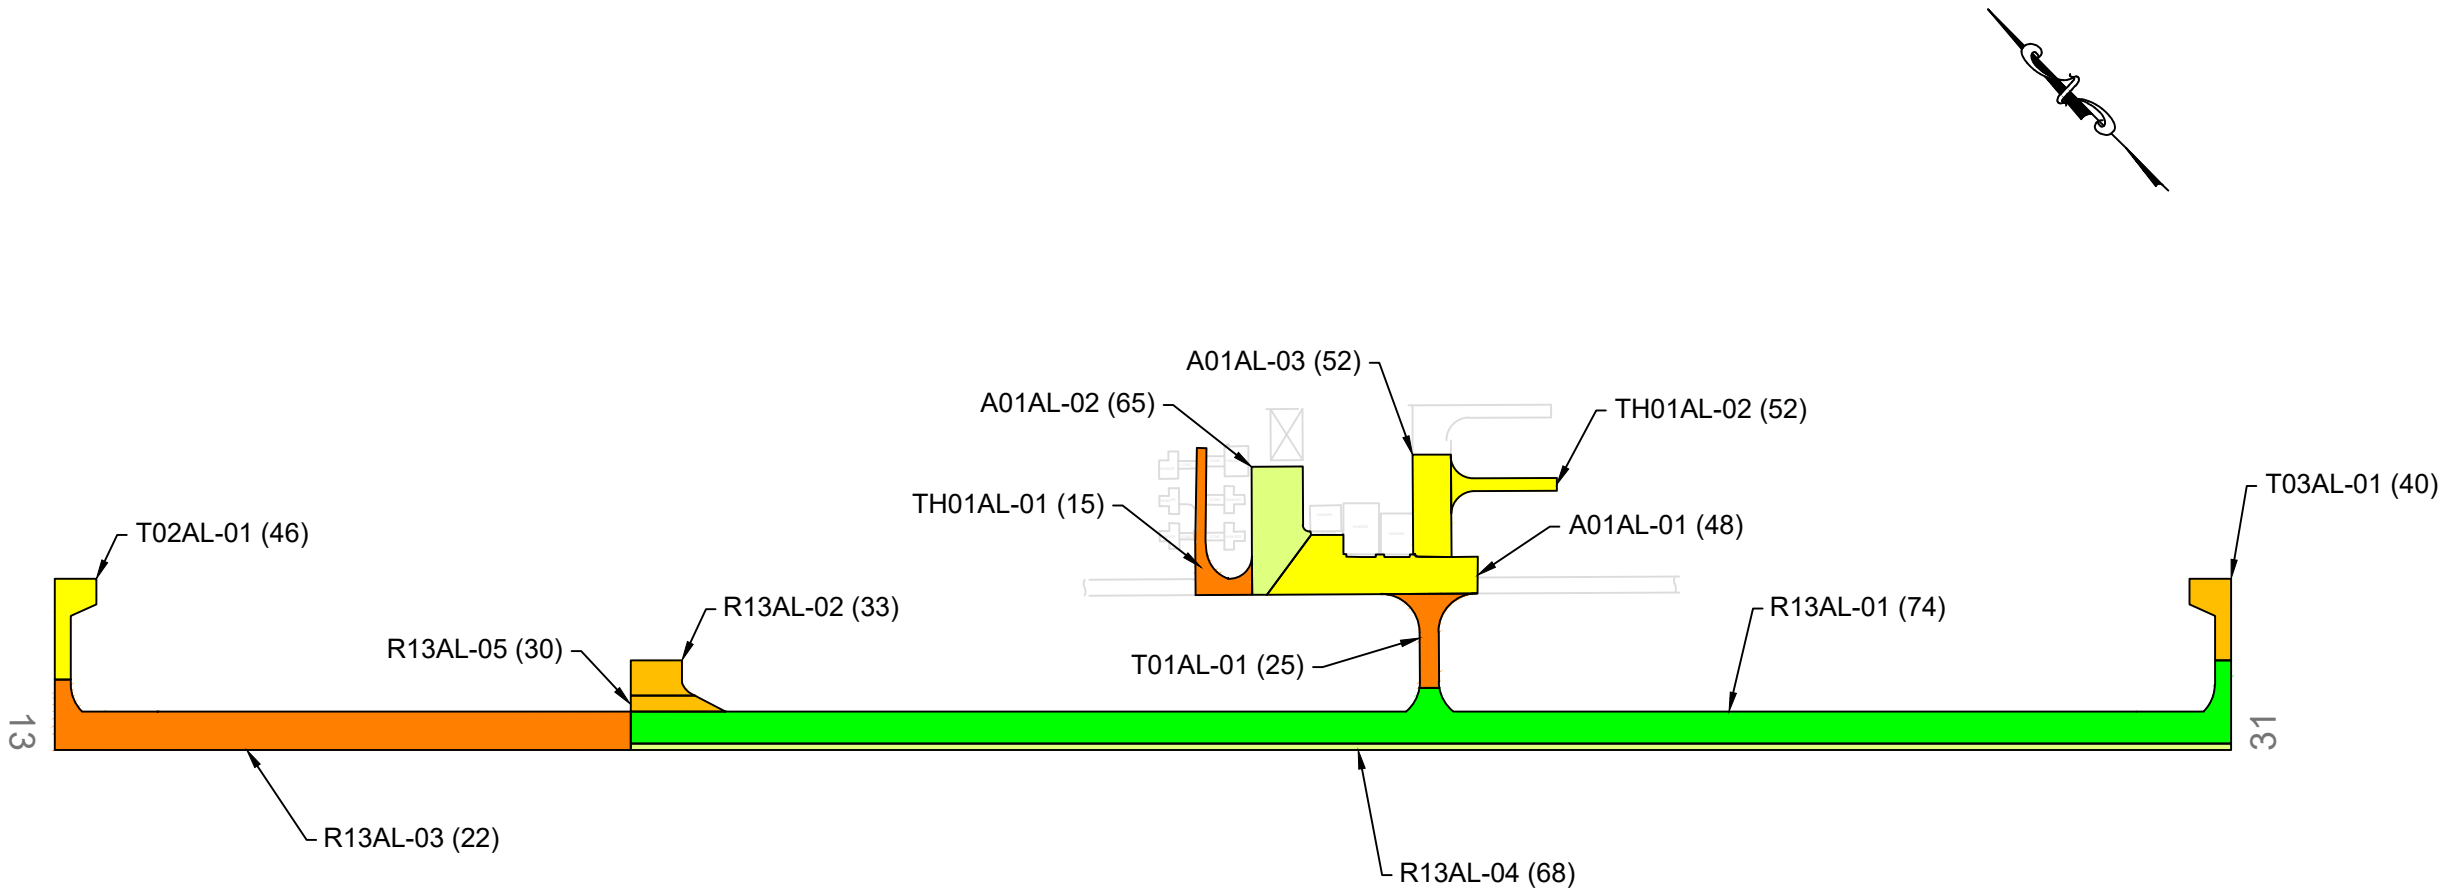 A01AL-03 (52)
A01AL-02 (65)
TH01AL-02 (52)
T03AL-01 (40)
TH01AL-01 (15)
A01AL-01 (48)
T02AL-01 (46)
R13AL-02 (33)
R13AL-01 (74)
R13AL-05 (30)
T01AL-01 (25)
13
31
R13AL-03 (22)
R13AL-04 (68)